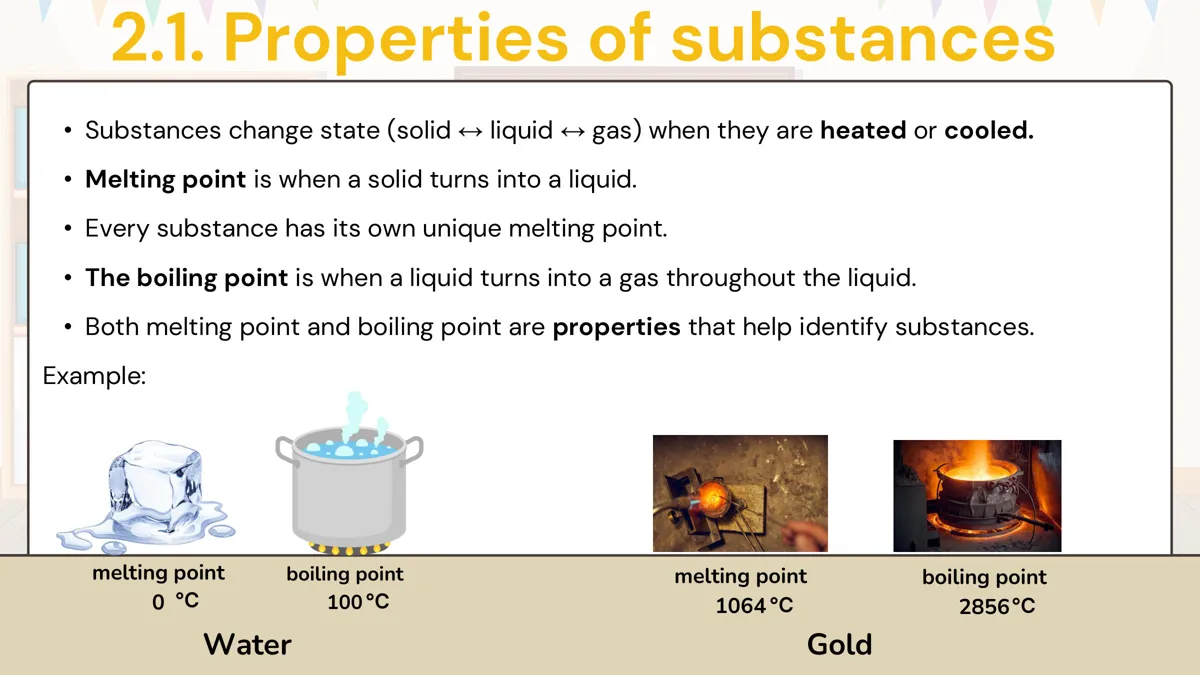 2.1. Properties of substances
• Substances change state (solid ↔ liquid ↔ gas) when they are heated or cooled.
• Melting point is when a solid turns into a liquid.
• Every substance has its own unique melting point.
• The boiling point is when a liquid turns into a gas throughout the liquid.
• Both melting point and boiling point are properties that help identify substances.
Example:
melting point
0 °C
boiling point
100 °C
Water
melting point
1064 °C
boiling point
2856 °C
Gold